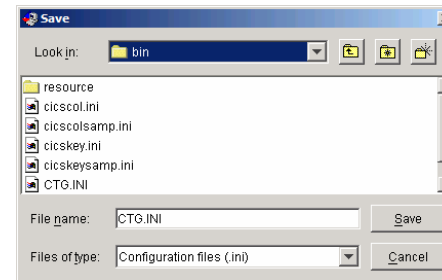 Save
Look in:
bin
resource
cicscol.ini
cicscolsamp.ini
cicskey.ini
cicskeysamp.ini
CTG.INI
File name:
CTG.INI
Save
Files of type:
Configuration files (.ini)
Cancel